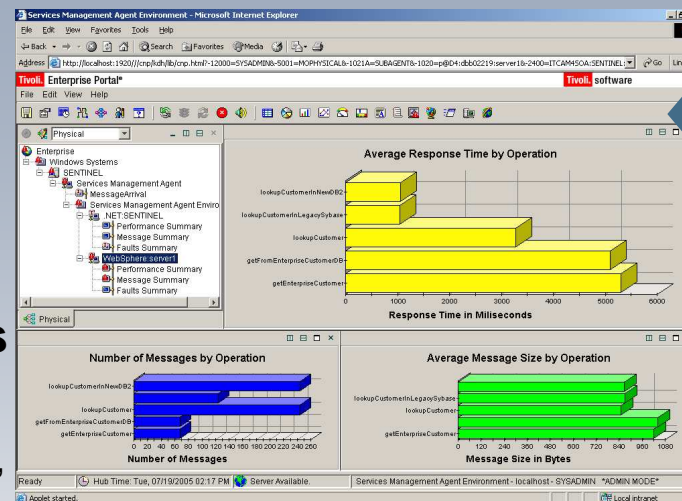 Services Management Agent Environment - Microsoft Internet Explorer
File Edit View Favorites Tools Help
Back Search Favorites Media
Address http://localhost:1920///cnp/kdh/lib/cnp.html?-12000=SYSADMIN&-5001=MOPHYSICAL&-1021A=SUBAGENT&-1020=p@D4:dbb02219:server1&-2400=ITCAM4SOA:SENTINEL: Go Lin
Tivoli. Enterprise Portal*
Tivoli. software
File Edit View Help
Physical
Enterprise
Windows Systems
SENTINEL
Services Management Agent
MessageArrival
Services Management Agent Enviro
.NET:SENTINEL
Performance Summary
Message Summary
Faults Summary
WebSphere:server1
Performance Summary
Message Summary
Faults Summary
Physical
Average Response Time by Operation
lookupCustomerInNewDB2
lookupCustomerInLegacySybase
lookupCustomer
getFromEnterpriseCustomerDB
getEnterpriseCustomer
0 1000 2000 3000 4000 5000 6000
Response Time in Miliseconds
s
,
Number of Messages by Operation
lookupCustomerInNewDB2
lookupCustomer
getFromEnterpriseCustomerDB
getEnterpriseCustomer
0 20 40 60 80 100 120 140 160 180 200 220 240 260
Number of Messages
Average Message Size by Operation
lookupCustomerInLegacySybase
lookupCustomer
getEnterpriseCustomer
0 120 240 360 480 600 720 840 960 1080
Message Size in Bytes
Ready Hub Time: Tue, 07/19/2005 02:17 PM Server Available. Services Management Agent Environment - localhost - SYSADMIN *ADMIN MODE*
Applet started. Local intranet